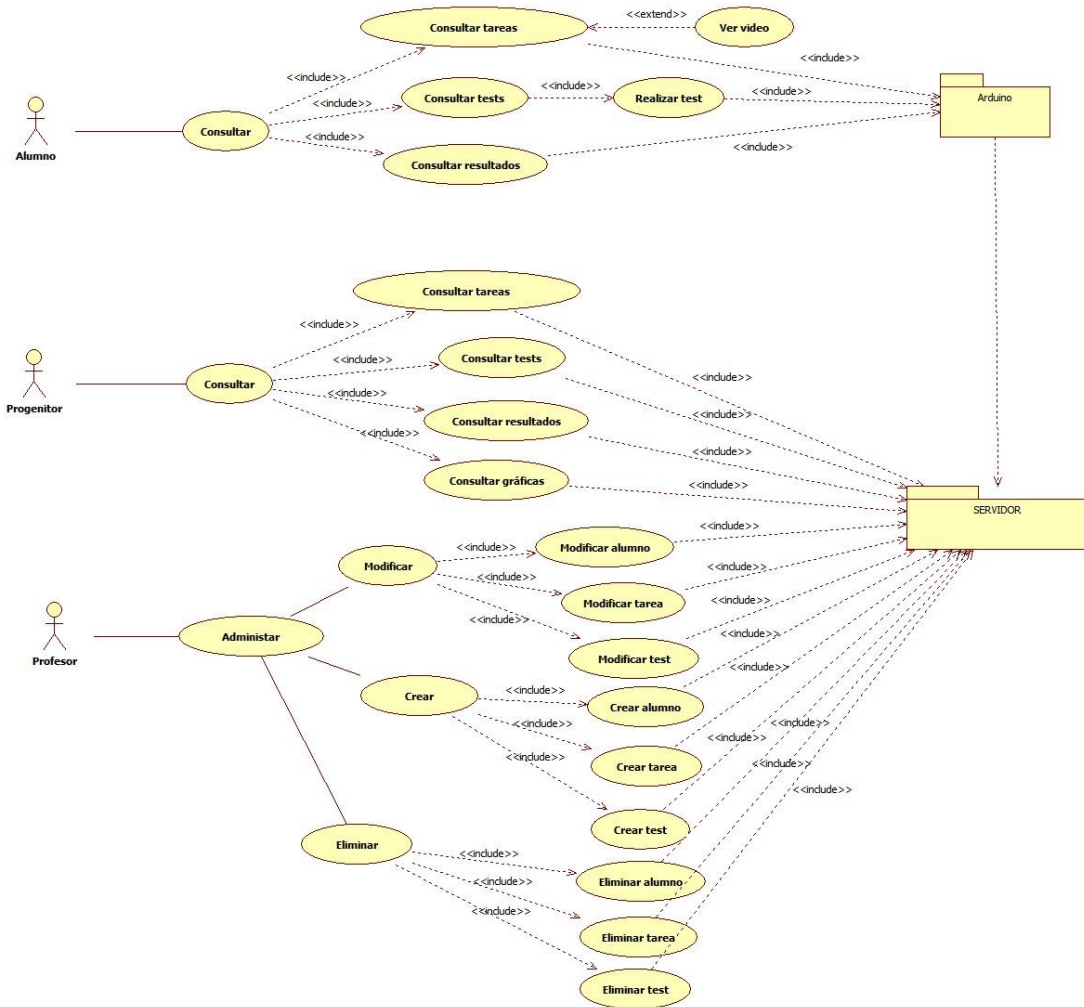 Consultar tareas
<<extend>>
Ver video
<<include>>
<<include>>
<<include>>
Consultar tests
<<include>>
Realizar test
<<include>>
Arduino
Alumno
Consultar
<<include>>
Consultar resultados
<<include>>
Consultar tareas
<<include>>
<<include>>
Consultar tests
<<include>>
Progenitor
Consultar
<<include>>
<<include>>
Consultar resultados
<<include>>
<<include>>
Consultar gráficas
<<include>>
SERVIDOR
Modificar
<<include>>
Modificar alumno
<<include>>
<<include>>
Modificar tarea
<<include>>
Profesor
Administar
<<include>>
Modificar test
<<include>>
<<include>>
Crear
<<include>>
Crear alumno
<<include>>
<<include>>
Crear tarea
<<include>>
<<include>>
<<include>>
Crear test
<<include>>
Eliminar
<<include>>
Eliminar alumno
<<include>>
<<include>>
Eliminar tarea
Eliminar test